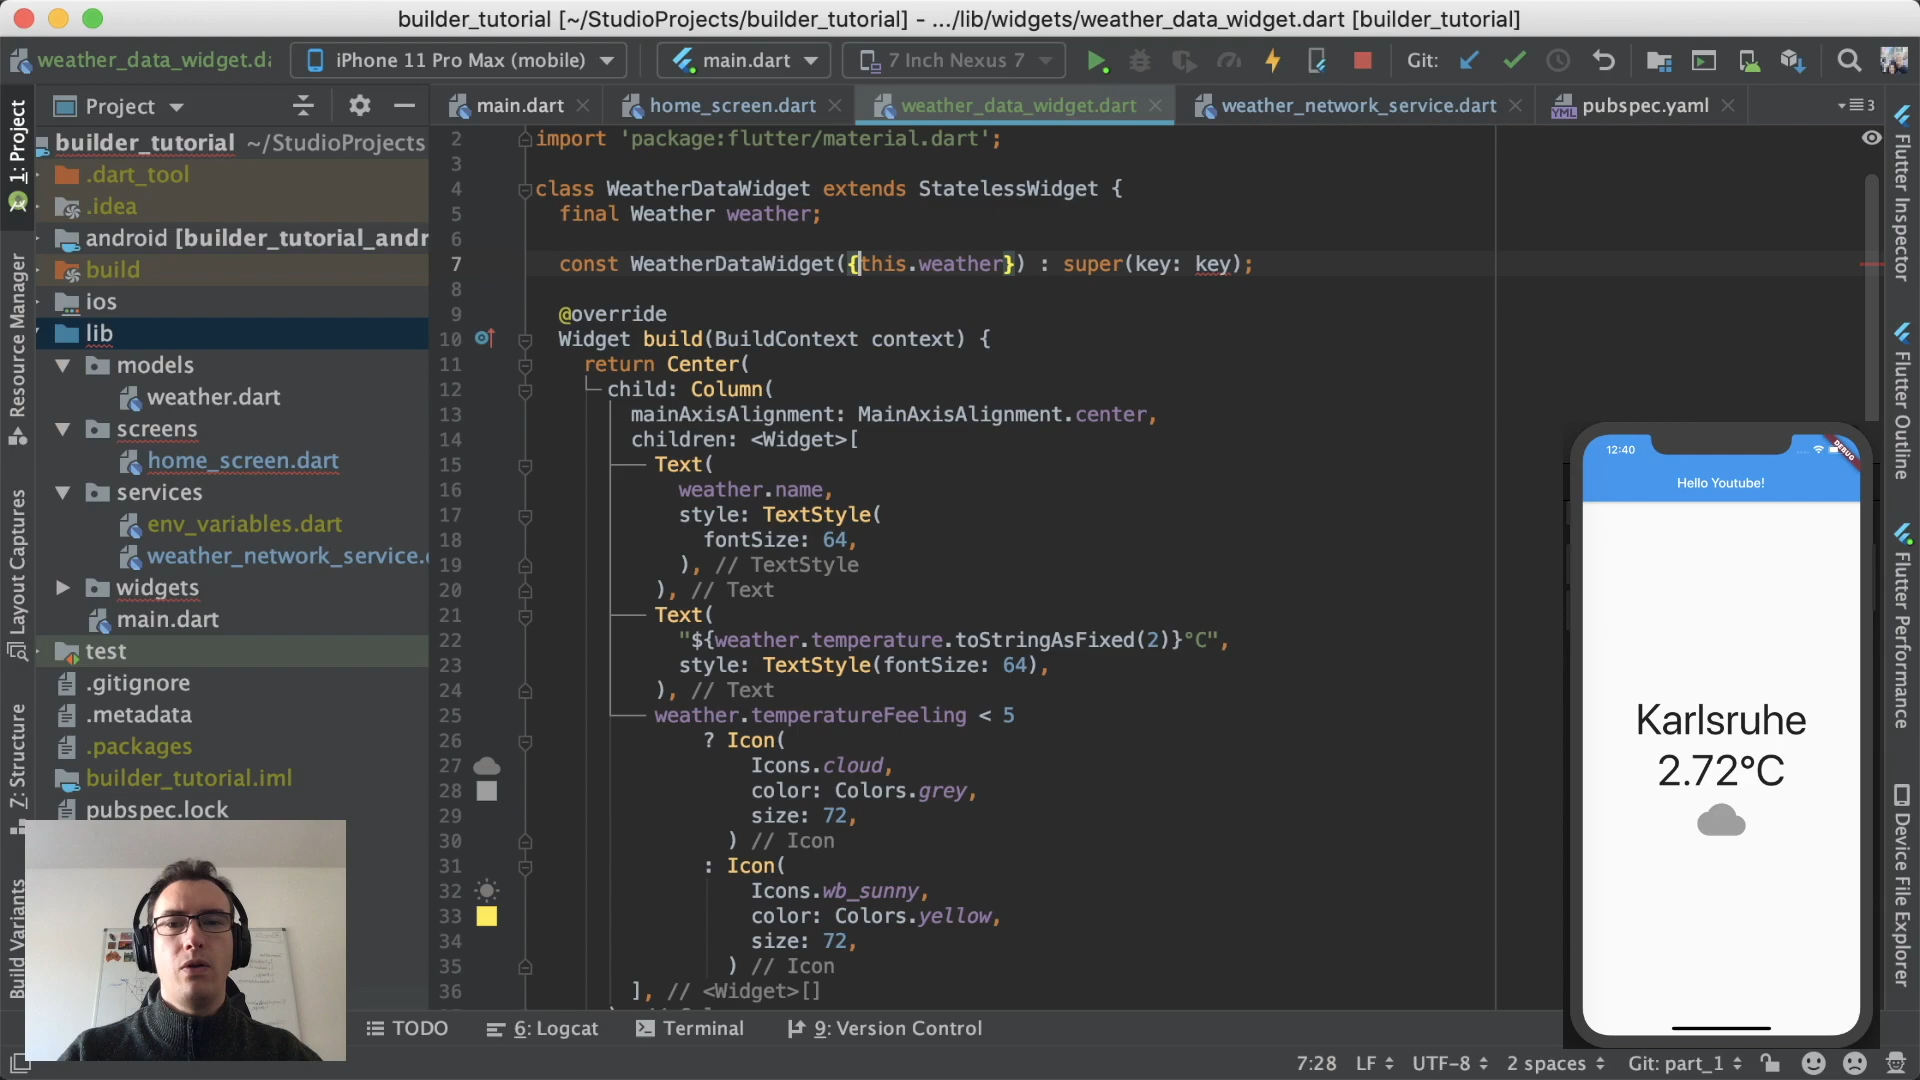 builder_tutorial [~/StudioProjects/builder_tutorial] - .../lib/widgets/weather_data_widget.dart [builder_tutorial]
weather_data_widget.da
iPhone 11 Pro Max (mobile)
main.dart
7 Inch Nexus 7
Git:
Project
main.dart
home_screen.dart
weather_data_widget.dart
weather_network_service.dart
YML
pubspec.yaml
3
1: Project
Resource Manager
Layout Captures
Z: Structure
Build Variants
builder_tutorial ~/StudioProjects
.dart_tool
.idea
android [builder_tutorial_andr
build
ios
lib
models
weather.dart
screens
home_screen.dart
services
env_variables.dart
weather_network_service.
widgets
main.dart
test
.gitignore
.metadata
.packages
builder_tutorial.iml
pubspec.lock
2 import 'package:flutter/material.dart';
3
4 class WeatherDataWidget extends StatelessWidget {
5 final Weather weather;
6
7 const WeatherDataWidget({this.weather}) : super(key: key);
8
9 @override
10 Widget build(BuildContext context) {
11 return Center(
12 child: Column(
13 mainAxisAlignment: MainAxisAlignment.center,
14 children: <Widget>[
15 Text(
16 weather.name,
17 style: TextStyle(
18 fontSize: 64,
19 ), // TextStyle
20 ), // Text
21 Text(
22 "${weather.temperature.toStringAsFixed(2)}°C",
23 style: TextStyle(fontSize: 64),
24 ), // Text
25 weather.temperatureFeeling < 5
26 ? Icon(
27 Icons.cloud,
28 color: Colors.grey,
29 size: 72,
30 ) // Icon
31 : Icon(
32 Icons.wb_sunny,
33 color: Colors.yellow,
34 size: 72,
35 ) // Icon
36 ], // <Widget>[]
12:40
DEBUG
Hello Youtube!
Karlsruhe
2.72°C
Flutter Inspector
Flutter Outline
Flutter Performance
Device File Explorer
TODO
6: Logcat
Terminal
9: Version Control
7:28 LF UTF-8 2 spaces Git: part_1